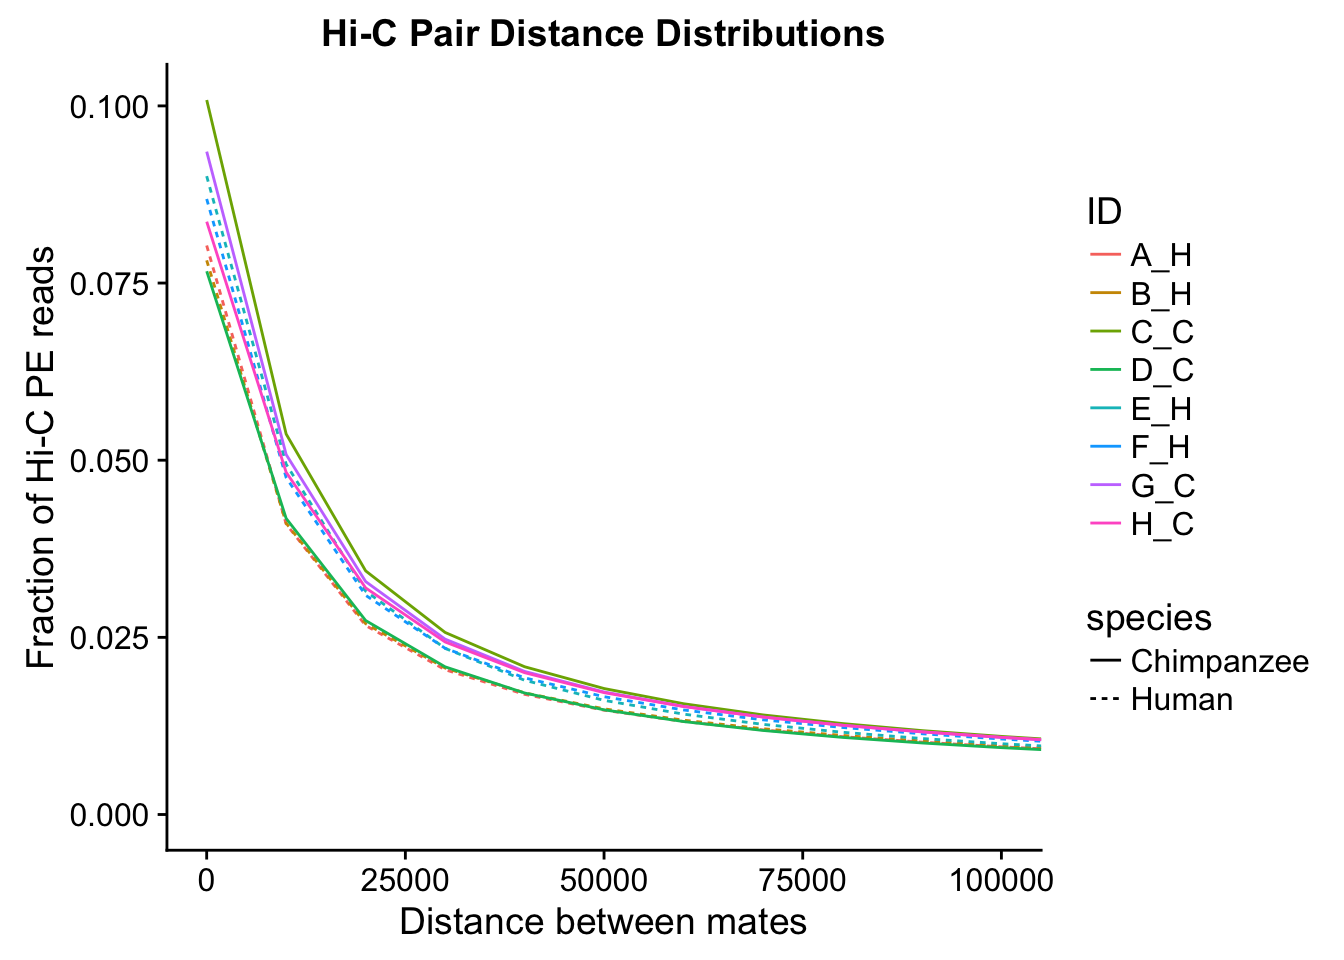 Hi-C Pair Distance Distributions
Fraction of Hi-C PE reads
0.100
0.075
0.050
0.025
0.000
0 25000 50000 75000 100000
Distance between mates
ID
A_H
B_H
C_C
D_C
E_H
F_H
G_C
H_C
species
Chimpanzee
Human